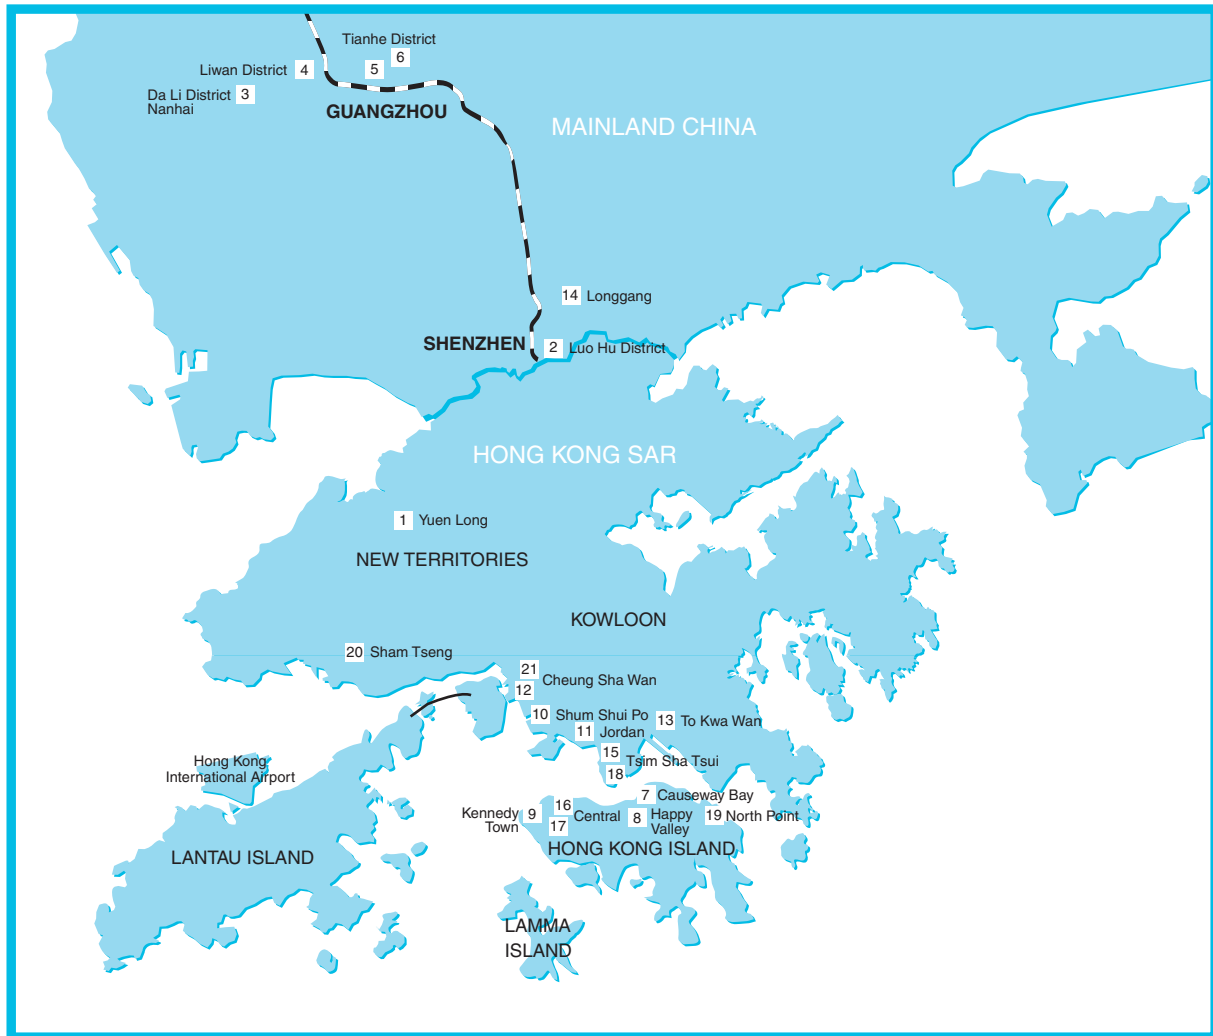 Tianhe District
6
Liwan District 4
5
Da Li District 3
Nanhai
GUANGZHOU
MAINLAND CHINA
14 Longgang
SHENZHEN
2 Luo Hu District
HONG KONG SAR
1 Yuen Long
NEW TERRITORIES
KOWLOON
20 Sham Tseng
21
Cheung Sha Wan
12
10 Shum Shui Po
13 To Kwa Wan
11 Jordan
15
Tsim Sha Tsui
18
Hong Kong
International Airport
7 Causeway Bay
16
Kennedy 9
Town
Central
17
8 Happy
Valley
19 North Point
HONG KONG ISLAND
LANTAU ISLAND
LAMMA
ISLAND